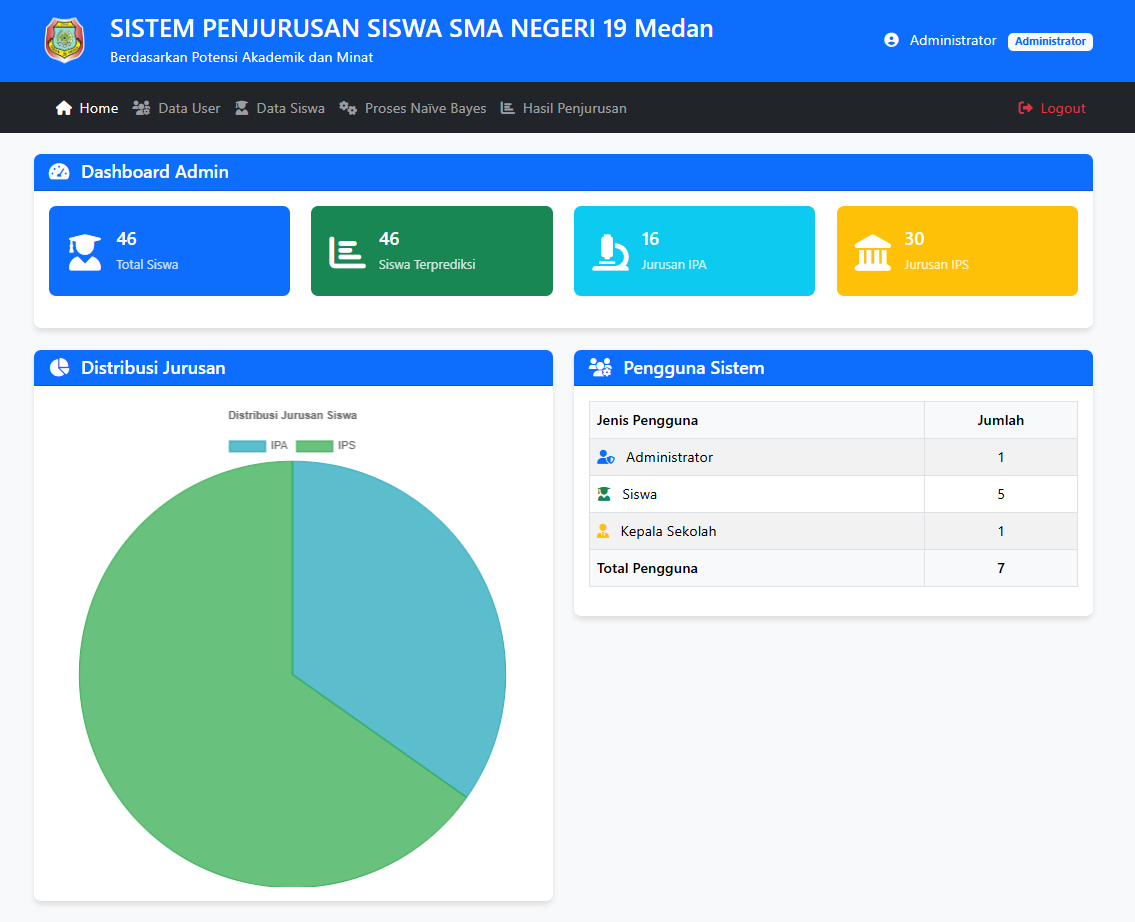 SISTEM PENJURUSAN SISWA SMA NEGERI 19 Medan
Berdasarkan Potensi Akademik dan Minat
Administrator Administrator
Home Data User Data Siswa Proses Naïve Bayes Hasil Penjurusan Logout
Dashboard Admin
46
Total Siswa
46
Siswa Terprediksi
16
Jurusan IPA
30
Jurusan IPS
Distribusi Jurusan
Distribusi Jurusan Siswa
IPA IPS
Pengguna Sistem
Jenis Pengguna Jumlah
Administrator 1
Siswa 5
Kepala Sekolah 1
Total Pengguna 7